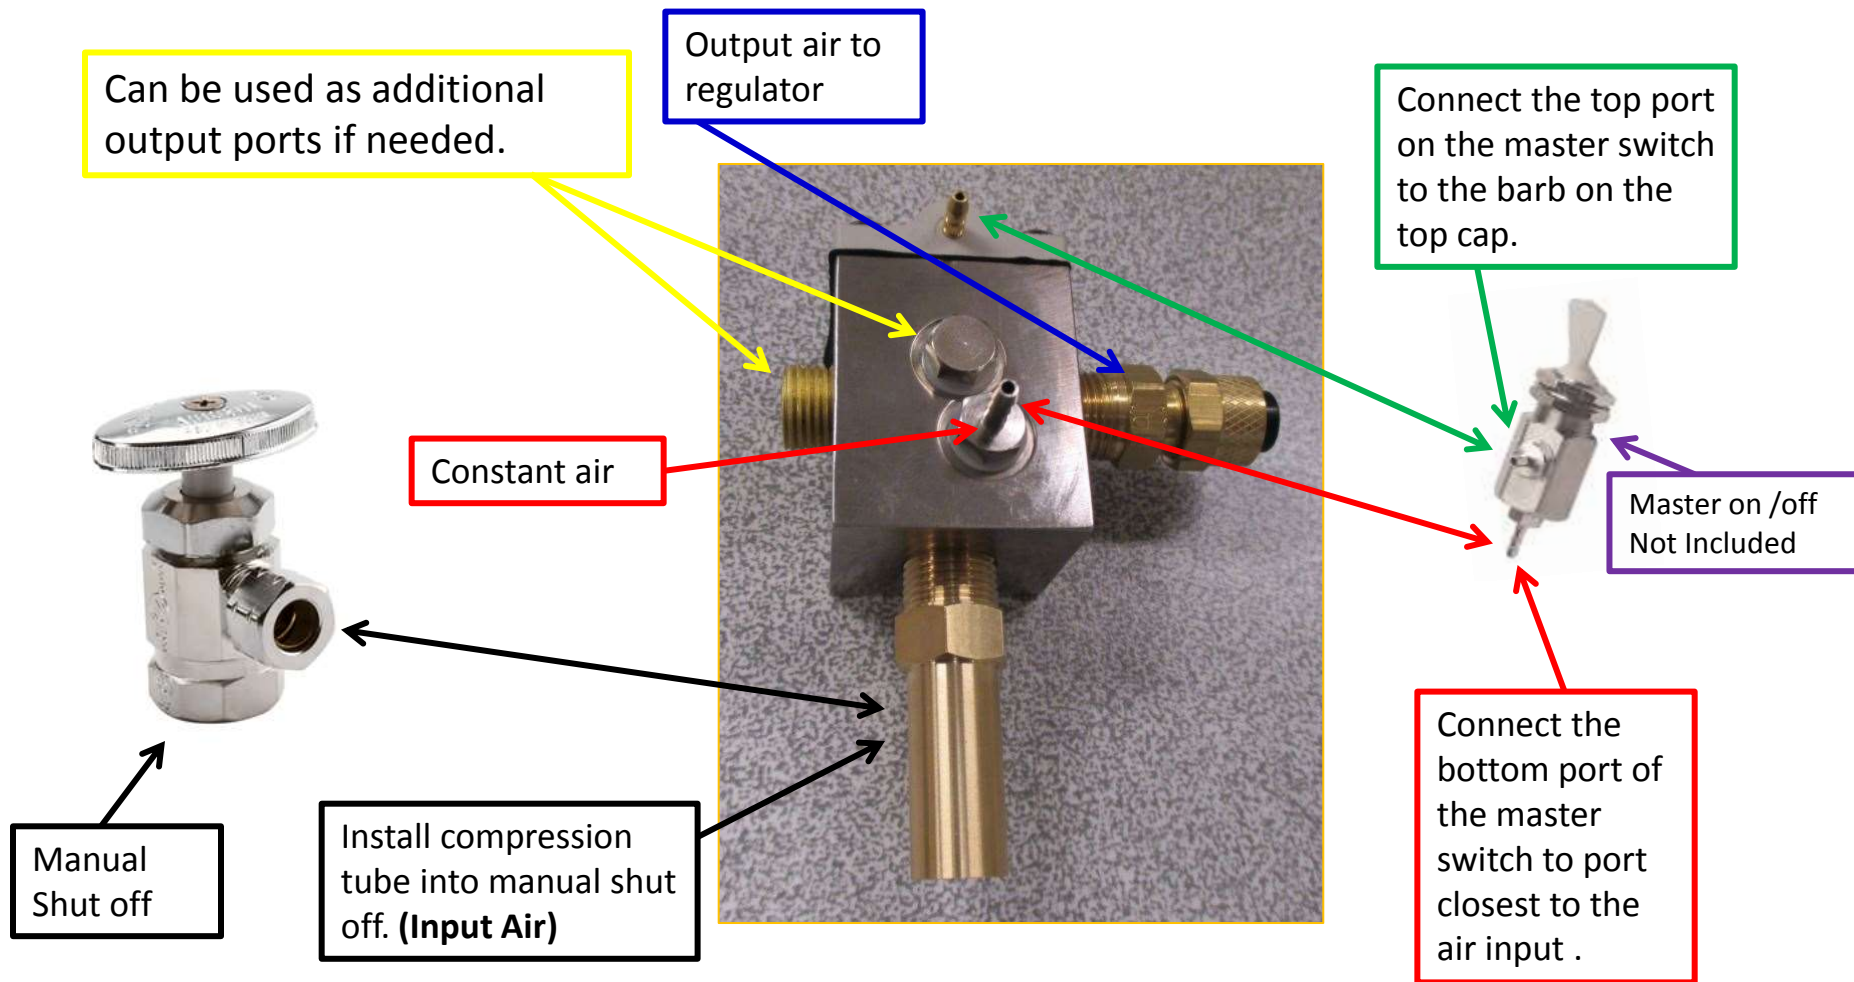 Can be used as additional
output ports if needed.
Output air to
regulator
Connect the top port
on the master switch
to the barb on the
top cap.
Constant air
Master on /off
Not Included
Manual
Shut off
Install compression
tube into manual shut
off. (Input Air)
Connect the
bottom port of
the master
switch to port
closest to the
air input .